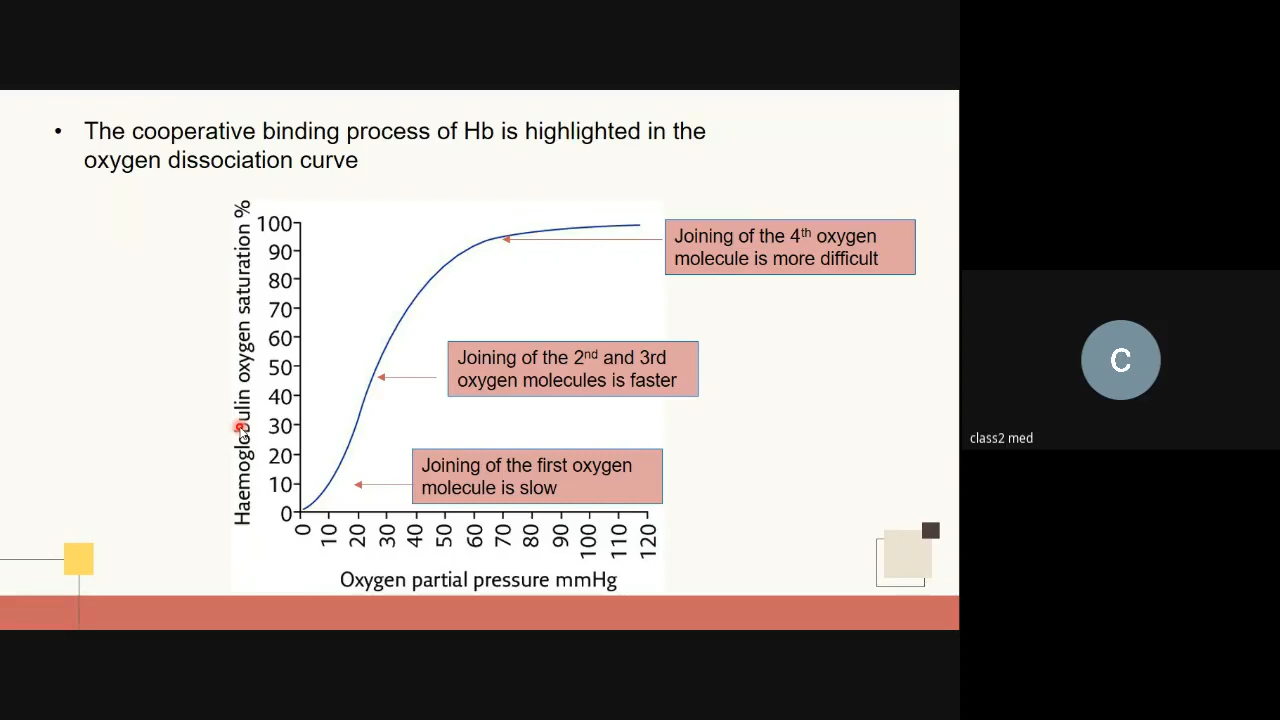 • The cooperative binding process of Hb is highlighted in the
oxygen dissociation curve
Haemoglobulin oxygen saturation %
100
90
80
70
60
50
40
30
20
10
0
Joining of the 4th oxygen
molecule is more difficult
Joining of the 2nd and 3rd
oxygen molecules is faster
Joining of the first oxygen
molecule is slow
0 10 20 30 40 50 60 70 80 90 100 110 120
Oxygen partial pressure mmHg
C
class2 med